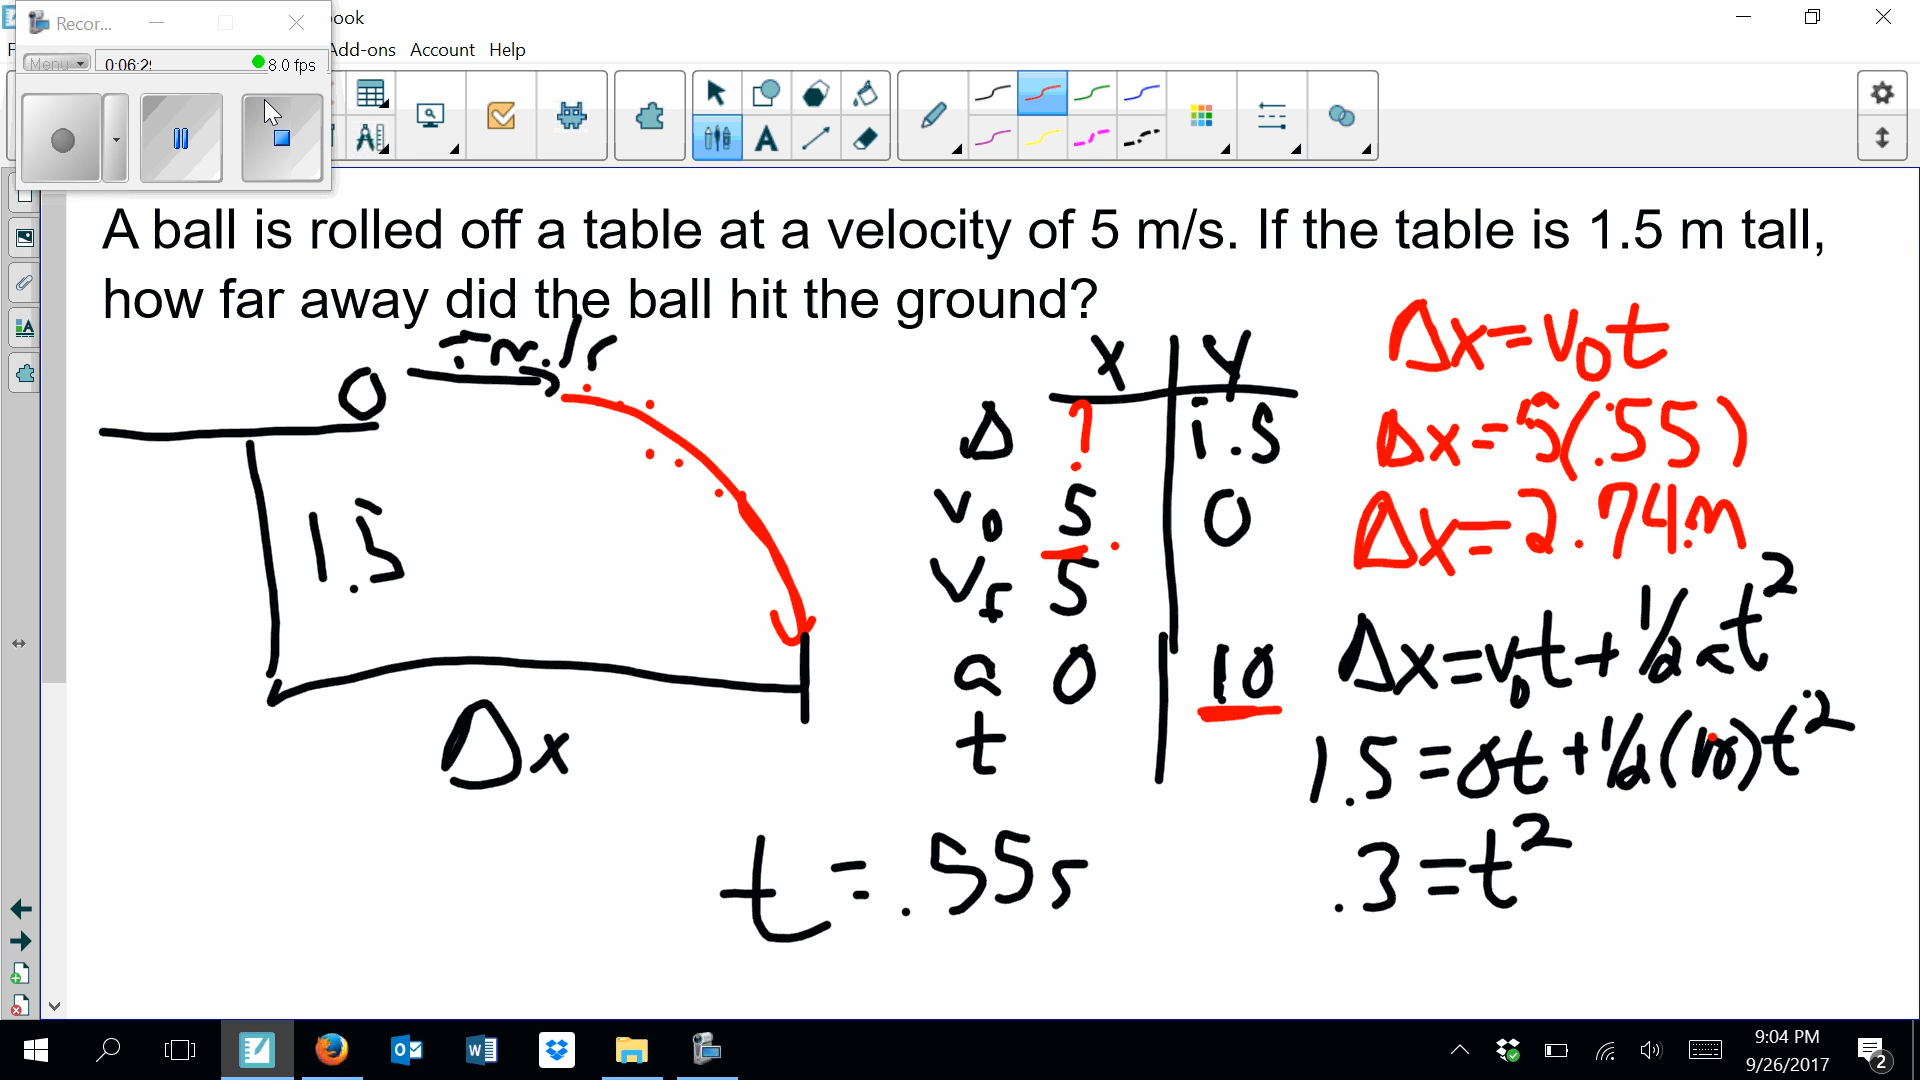 Recor...
ook
Add-ons Account Help
Menu
0:06:2
8.0 fps
A ball is rolled off a table at a velocity of 5 m/s. If the table is 1.5 m tall,
how far away did the ball hit the ground?
x y
Δ ? 1.5
v₀ 5 0
vf 5
a 0 10
t
1.5
Δx
t = .55s
Δx = v₀t
Δx = 5(.55)
Δx = 2.74m
Δx = v₀t + 1/2 at²
1.5 = 0t + 1/2 (10)t²
.3 = t²
9:04 PM
9/26/2017
2